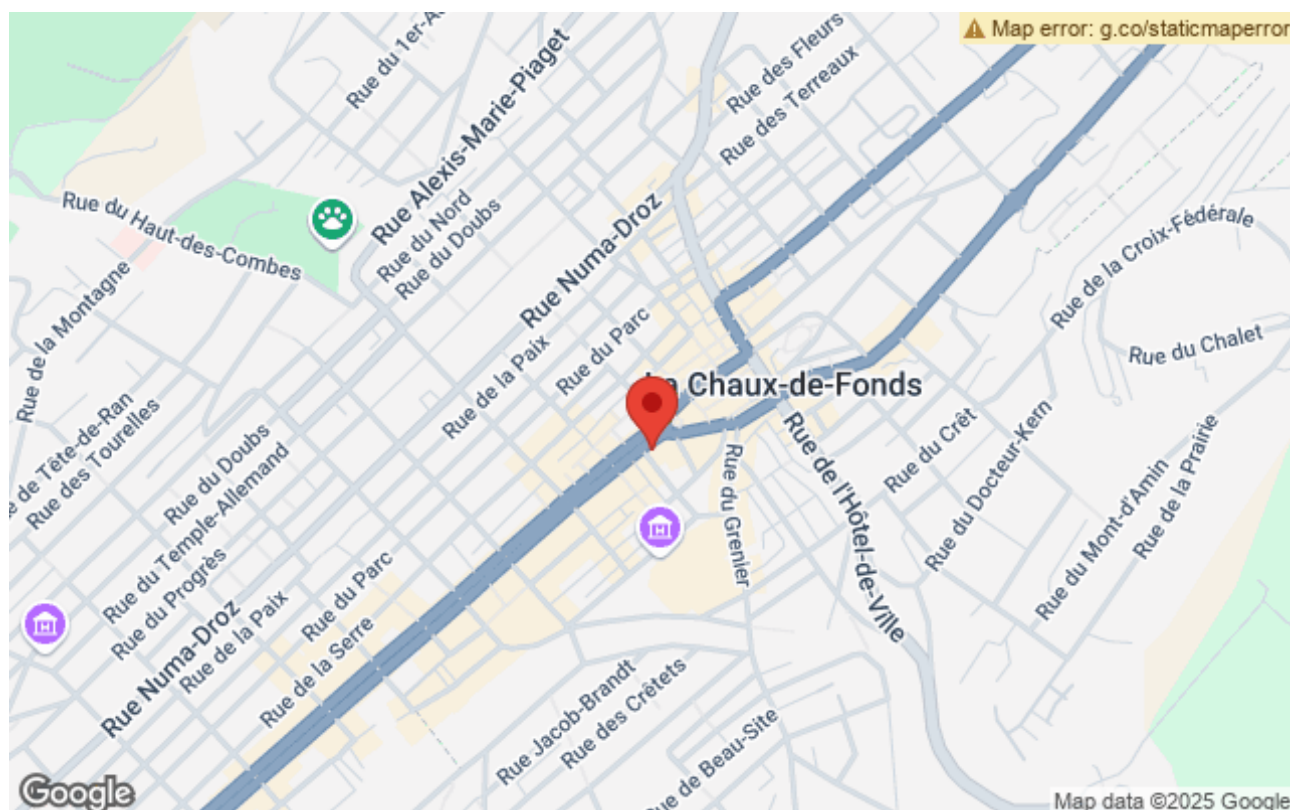 Map error: g.co/staticmaperror
Rue du 1er-A
Rue Alexis-Marie-Piaget
Rue des Fleurs
Rue des Terreaux
Rue du Haut-des-Combes
Rue du Nord
Rue du Doubs
Rue Numa-Droz
Rue de la Croix-Fédérale
Rue de la Montagne
Rue de la Paix
Rue du Parc
Rue du Chalet
La Chaux-de-Fonds
e de Tête-de-Ran
Rue des Tourelles
Rue du Doubs
Rue du Temple-Allemand
Rue du Progrès
Rue Numa-Droz
Rue de la Paix
Rue du Parc
Rue de la Serre
Rue du Grenier
Rue de l'Hôtel-de-Ville
Rue du Crêt
Rue du Docteur-Kern
Rue du Mont-d'Amin
Rue de la Prairie
Rue Jacob-Brandt
Rue des Crêtets
Rue de Beau-Site
Google
Map data ©2025 Google